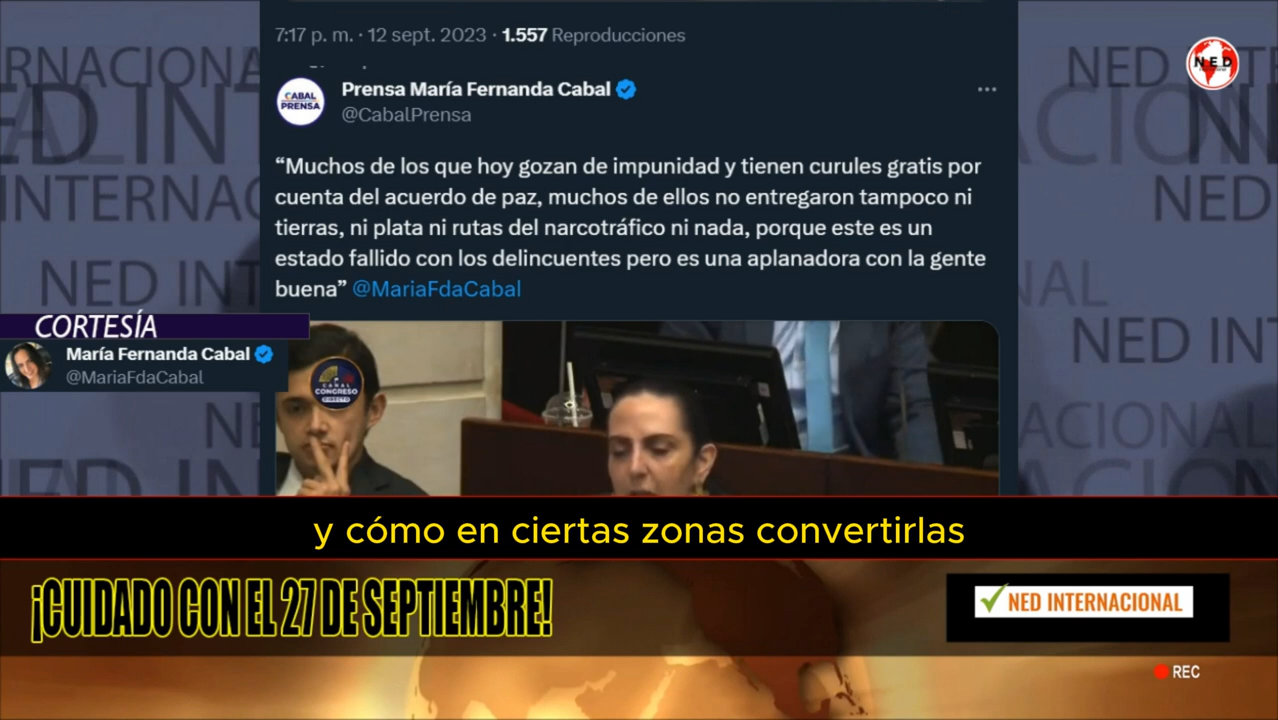 7:17 p. m. · 12 sept. 2023 · 1.557 Reproducciones
NED
CABAL
PRENSA
Prensa María Fernanda Cabal
@CabalPrensa
“Muchos de los que hoy gozan de impunidad y tienen curules gratis por
cuenta del acuerdo de paz, muchos de ellos no entregaron tampoco ni
tierras, ni plata ni rutas del narcotráfico ni nada, porque este es un
estado fallido con los delincuentes pero es una aplanadora con la gente
buena” @MariaFdaCabal
CORTESÍA
María Fernanda Cabal
@MariaFdaCabal
CANAL
CONGRESO
DIRECTO
y cómo en ciertas zonas convertirlas
¡CUIDADO CON EL 27 DE SEPTIEMBRE!
NED INTERNACIONAL
REC